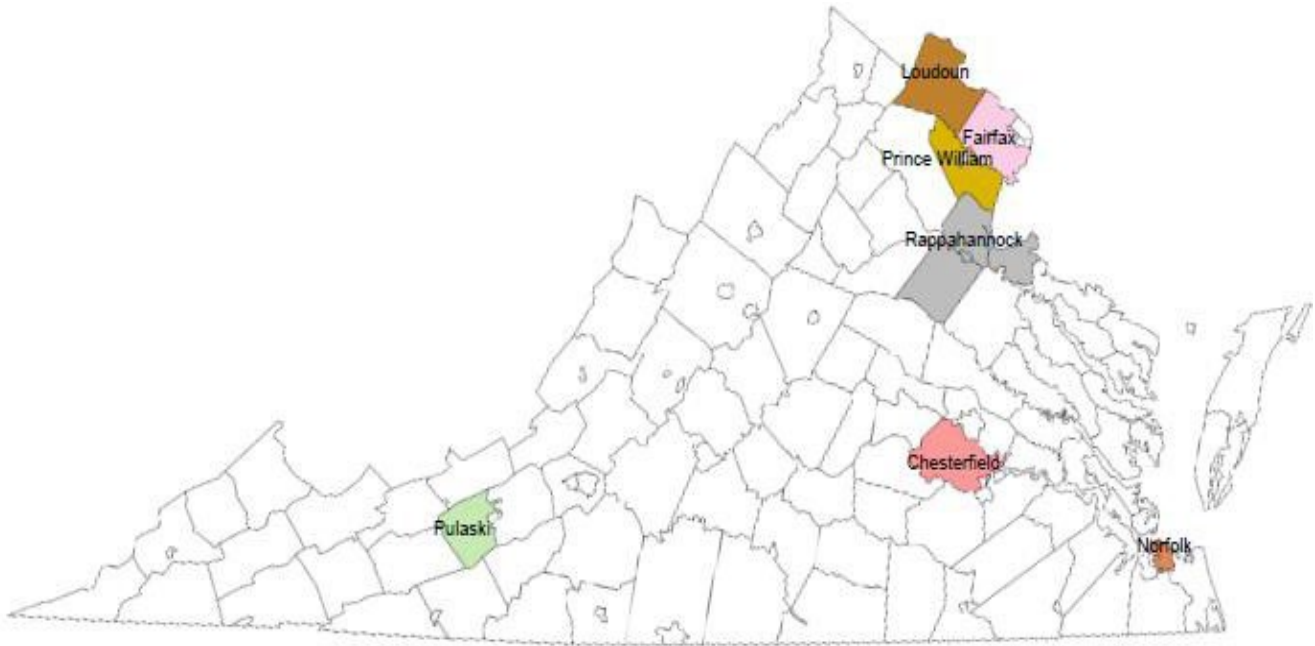 Loudoun
Fairfax
Prince William
Rappahannock
Chesterfield
Pulaski
Norfolk